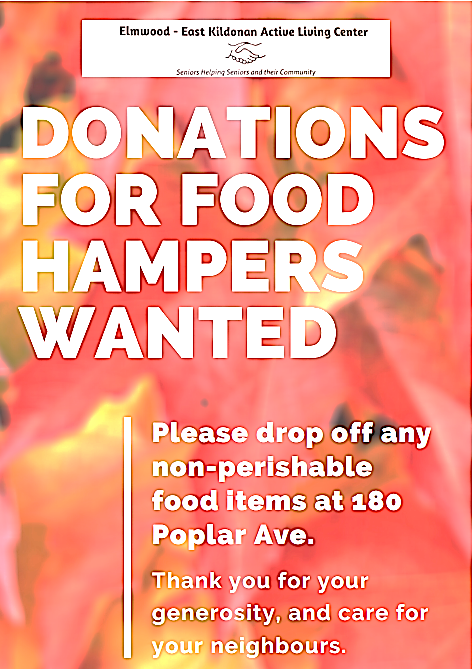 Elmwood - East Kildonan Active Living Center
Seniors Helping Seniors and their Community
DONATIONS
FOR FOOD
HAMPERS
WANTED
Please drop off any
non-perishable
food items at 180
Poplar Ave.
Thank you for your
generosity, and care for
your neighbours.